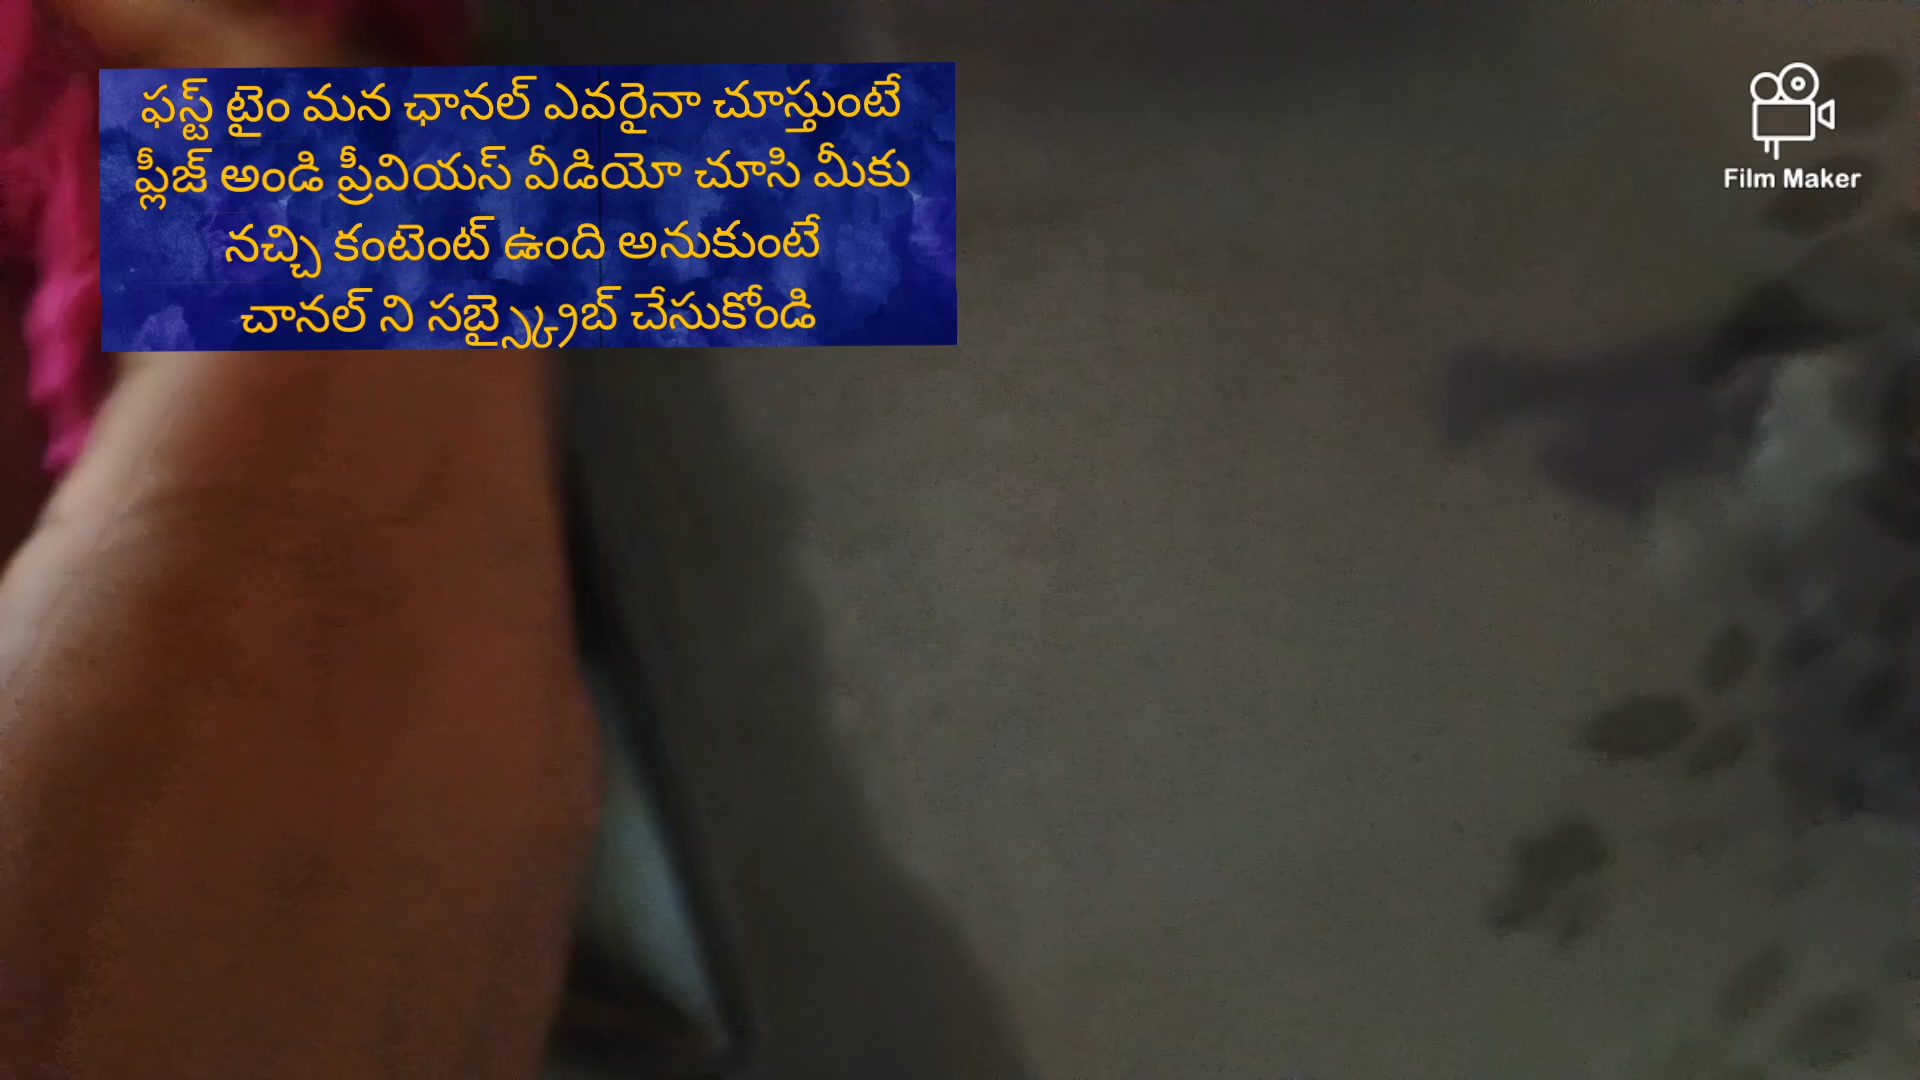 ఫస్ట్ టైం మన ఛానల్ ఎవరైనా చూస్తుంటే
ప్లీజ్ అండి ప్రీవియస్ వీడియో చూసి మీకు
నచ్చి కంటెంట్ ఉంది అనుకుంటే
చానల్ ని సబ్స్క్రైబ్ చేసుకోండి
Film Maker